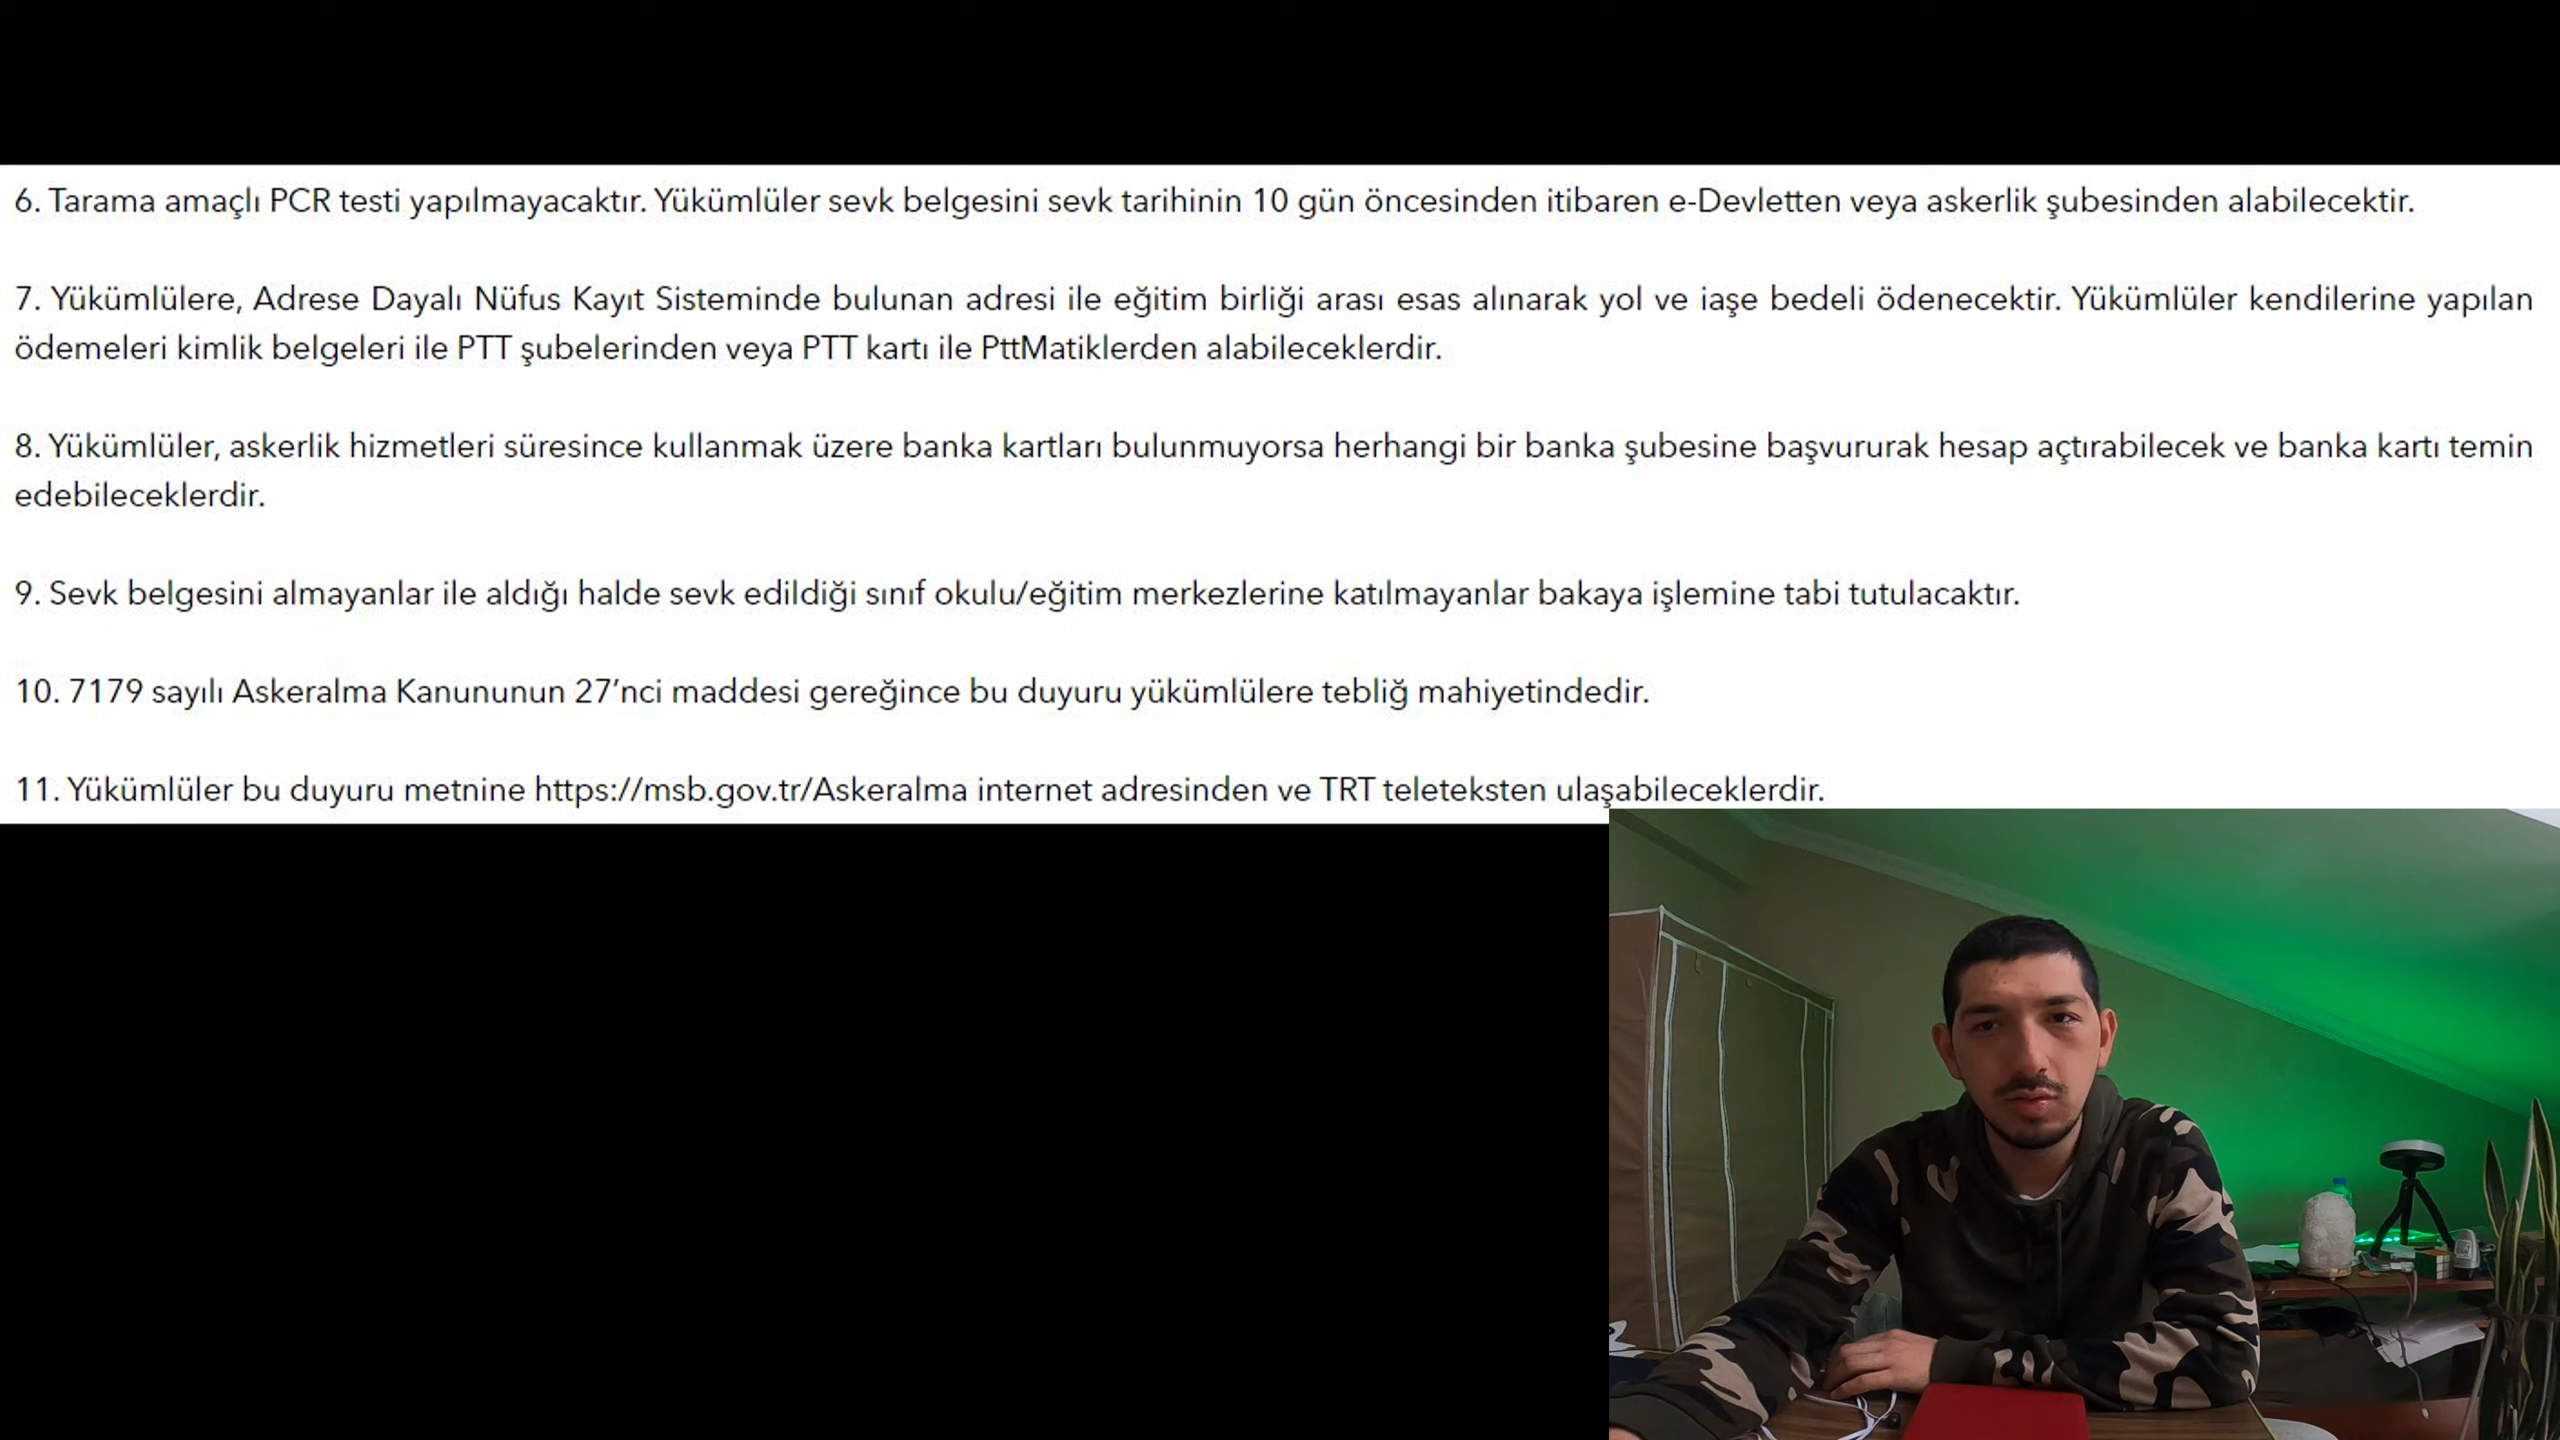 6. Tarama amaçlı PCR testi yapılmayacaktır. Yükümlüler sevk belgesini sevk tarihinin 10 gün öncesinden itibaren e-Devletten veya askerlik şubesinden alabilecektir.
7. Yükümlülere, Adrese Dayalı Nüfus Kayıt Sisteminde bulunan adresi ile eğitim birliği arası esas alınarak yol ve iaşe bedeli ödenecektir. Yükümlüler kendilerine yapılan
ödemeleri kimlik belgeleri ile PTT şubelerinden veya PTT kartı ile PttMatiklerden alabileceklerdir.
8. Yükümlüler, askerlik hizmetleri süresince kullanmak üzere banka kartları bulunmuyorsa herhangi bir banka şubesine başvururak hesap açtırabilecek ve banka kartı temin
edebileceklerdir.
9. Sevk belgesini almayanlar ile aldığı halde sevk edildiği sınıf okulu/eğitim merkezlerine katılmayanlar bakaya işlemine tabi tutulacaktır.
10. 7179 sayılı Askeralma Kanununun 27’nci maddesi gereğince bu duyuru yükümlülere tebliğ mahiyetindedir.
11. Yükümlüler bu duyuru metnine https://msb.gov.tr/Askeralma internet adresinden ve TRT teleteksten ulaşabileceklerdir.